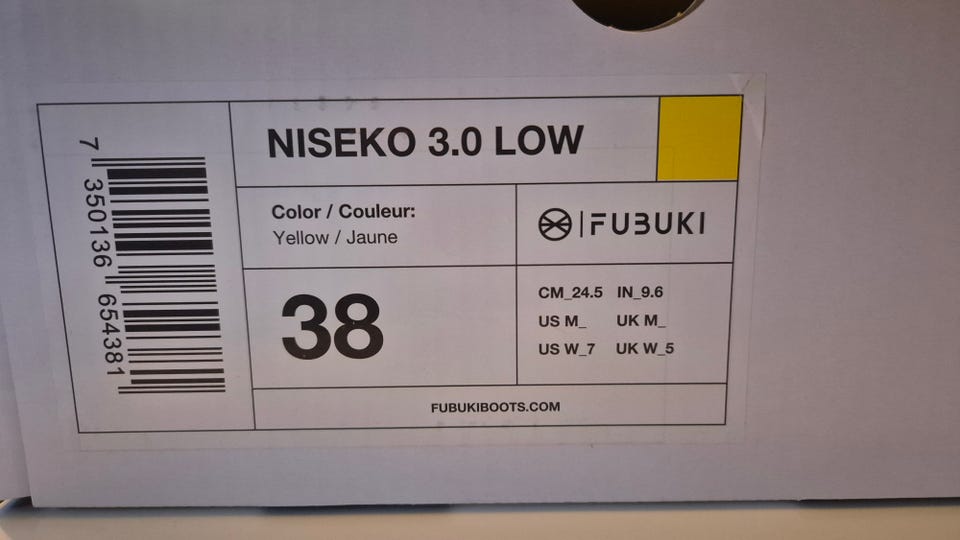 NISEKO 3.0 LOW
Color / Couleur:
Yellow / Jaune
FUBUKI
38
CM_24.5 IN_9.6
US M_ UK M_
US W_7 UK W_5
FUBUKIBOOTS.COM
7 350136 654381